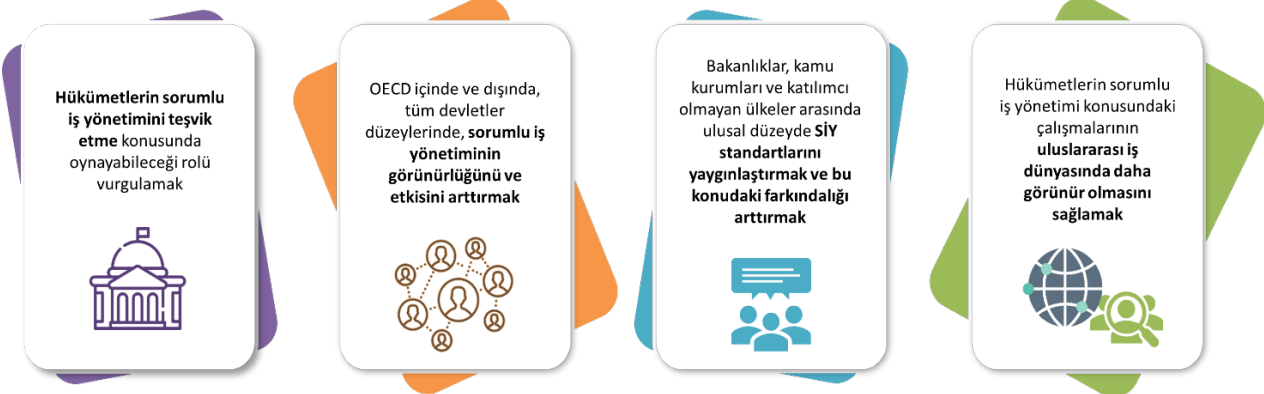 Hükümetlerin sorumlu
iş yönetimini teşvik
etme konusunda
oynayabileceği rolü
vurgulamak
OECD içinde ve dışında,
tüm devletler
düzeylerinde, sorumlu iş
yönetiminin
görünürlüğünü ve
etkisini arttırmak
Bakanlıklar, kamu
kurumları ve katılımcı
olmayan ülkeler arasında
ulusal düzeyde SİY
standartlarını
yaygınlaştırmak ve bu
konudaki farkındalığı
arttırmak
Hükümetlerin sorumlu
iş yönetimi konusundaki
çalışmalarının
uluslararası iş
dünyasında daha
görünür olmasını
sağlamak